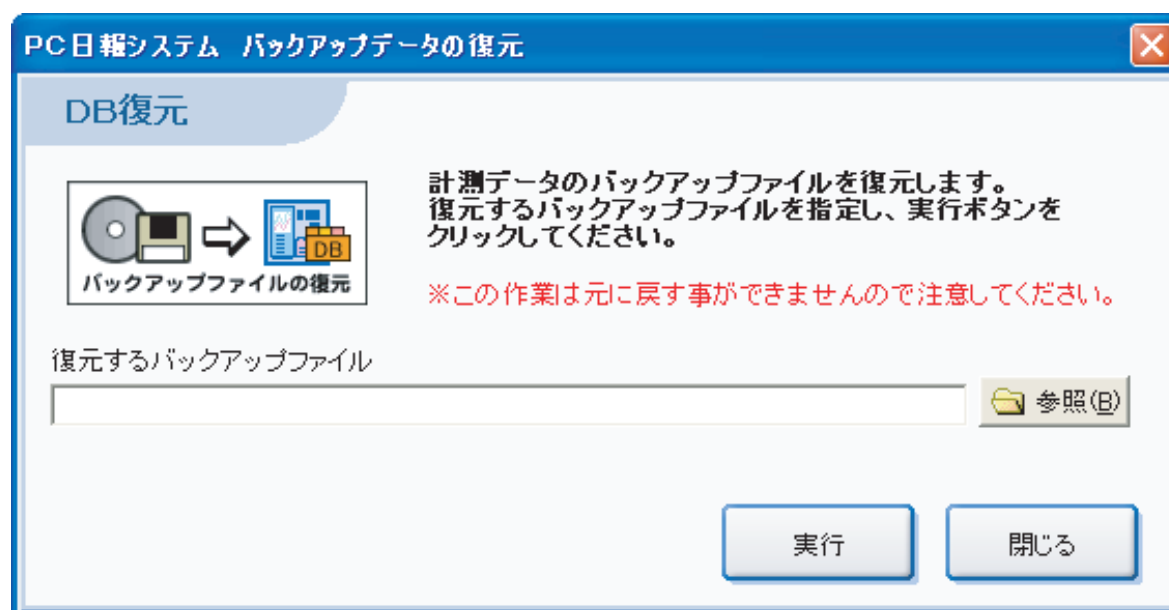 PC日報システム バックアップデータの復元
DB復元
計測データのバックアップファイルを復元します。
復元するバックアップファイルを指定し、実行ボタンを
クリックしてください。
DB
バックアップファイルの復元
※この作業は元に戻す事ができませんので注意してください。
復元するバックアップファイル
参照(B)
実行
閉じる